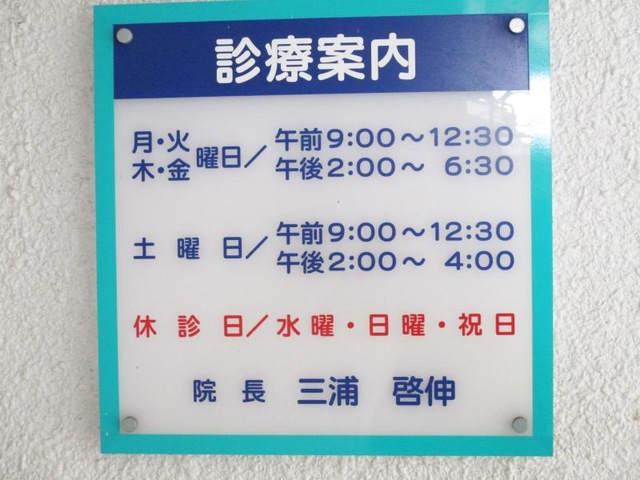 診療案内
月・火 木・金 曜日／ 午前9:00～12:30
午後2:00～ 6:30
土曜日／ 午前9:00～12:30
午後2:00～ 4:00
休診日／水曜・日曜・祝日
院長 三浦 啓伸